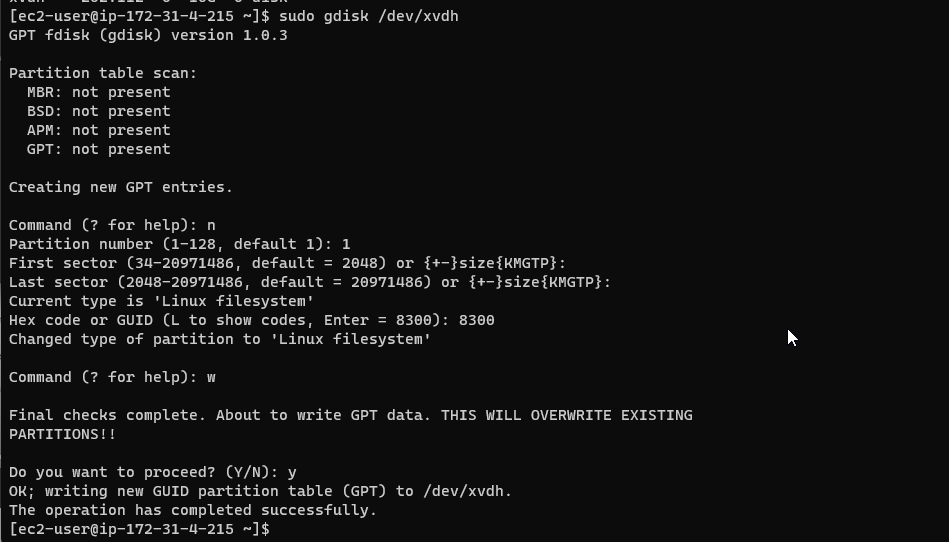 [ec2-user@ip-172-31-4-215 ~]$ sudo gdisk /dev/xvdh
GPT fdisk (gdisk) version 1.0.3
Partition table scan:
MBR: not present
BSD: not present
APM: not present
GPT: not present
Creating new GPT entries.
Command (? for help): n
Partition number (1-128, default 1): 1
First sector (34-20971486, default = 2048) or {+-}size{KMGTP}:
Last sector (2048-20971486, default = 20971486) or {+-}size{KMGTP}:
Current type is 'Linux filesystem'
Hex code or GUID (L to show codes, Enter = 8300): 8300
Changed type of partition to 'Linux filesystem'
Command (? for help): w
Final checks complete. About to write GPT data. THIS WILL OVERWRITE EXISTING
PARTITIONS!!
Do you want to proceed? (Y/N): y
OK; writing new GUID partition table (GPT) to /dev/xvdh.
The operation has completed successfully.
[ec2-user@ip-172-31-4-215 ~]$